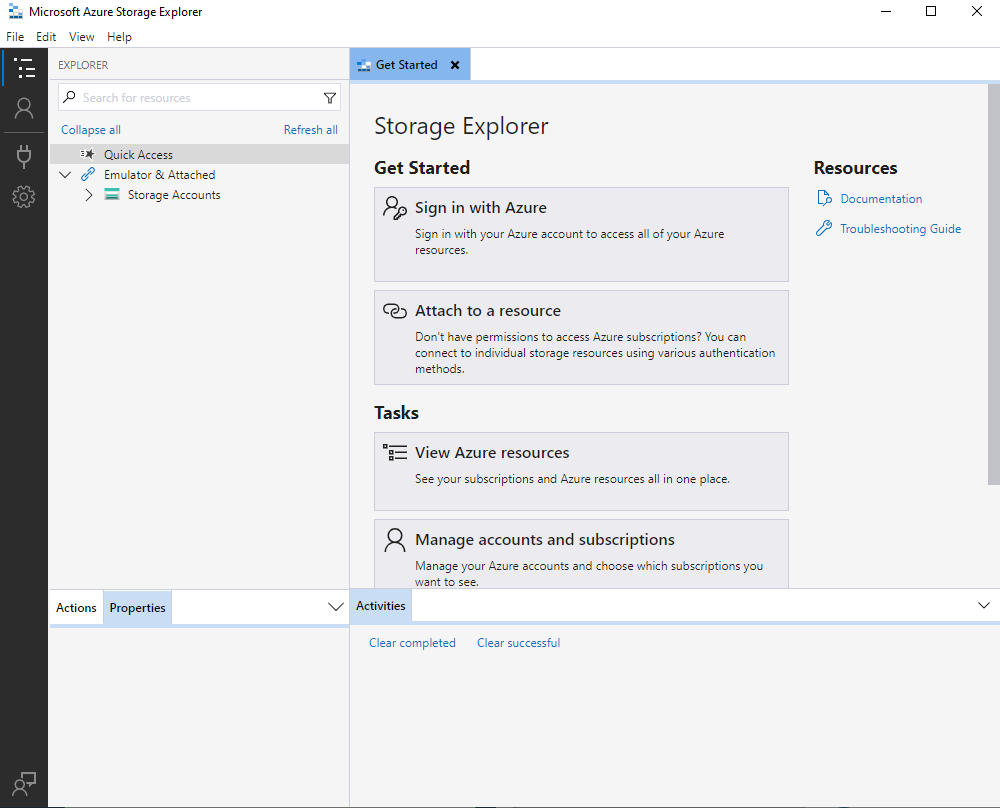 Microsoft Azure Storage Explorer
File Edit View Help
EXPLORER
Search for resources
Collapse all Refresh all
Quick Access
Emulator & Attached
Storage Accounts
Actions Properties
Get Started
Storage Explorer
Get Started
Sign in with Azure
Sign in with your Azure account to access all of your Azure
resources.
Attach to a resource
Don't have permissions to access Azure subscriptions? You can
connect to individual storage resources using various authentication
methods.
Tasks
View Azure resources
See your subscriptions and Azure resources all in one place.
Manage accounts and subscriptions
Manage your Azure accounts and choose which subscriptions you
want to see.
Resources
Documentation
Troubleshooting Guide
Activities
Clear completed Clear successful